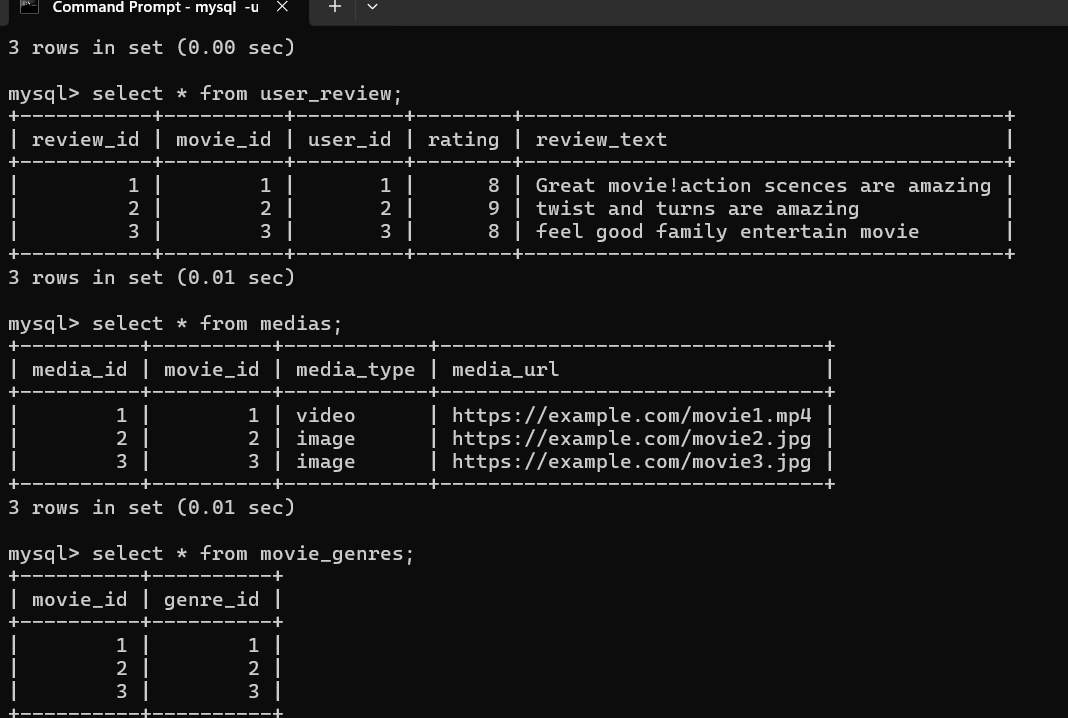 Command Prompt - mysql -u
3 rows in set (0.00 sec)
mysql> select * from user_review;
+-----------+----------+---------+--------+----------------------------------------+
| review_id | movie_id | user_id | rating | review_text                            |
+-----------+----------+---------+--------+----------------------------------------+
|         1 |        1 |       1 |      8 | Great movie!action scences are amazing |
|         2 |        2 |       2 |      9 | twist and turns are amazing            |
|         3 |        3 |       3 |      8 | feel good family entertain movie       |
+-----------+----------+---------+--------+----------------------------------------+
3 rows in set (0.01 sec)
mysql> select * from medias;
+----------+----------+------------+--------------------------------+
| media_id | movie_id | media_type | media_url                      |
+----------+----------+------------+--------------------------------+
|        1 |        1 | video      | https://example.com/movie1.mp4 |
|        2 |        2 | image      | https://example.com/movie2.jpg |
|        3 |        3 | image      | https://example.com/movie3.jpg |
+----------+----------+------------+--------------------------------+
3 rows in set (0.01 sec)
mysql> select * from movie_genres;
+----------+----------+
| movie_id | genre_id |
+----------+----------+
|        1 |        1 |
|        2 |        2 |
|        3 |        3 |
+----------+----------+